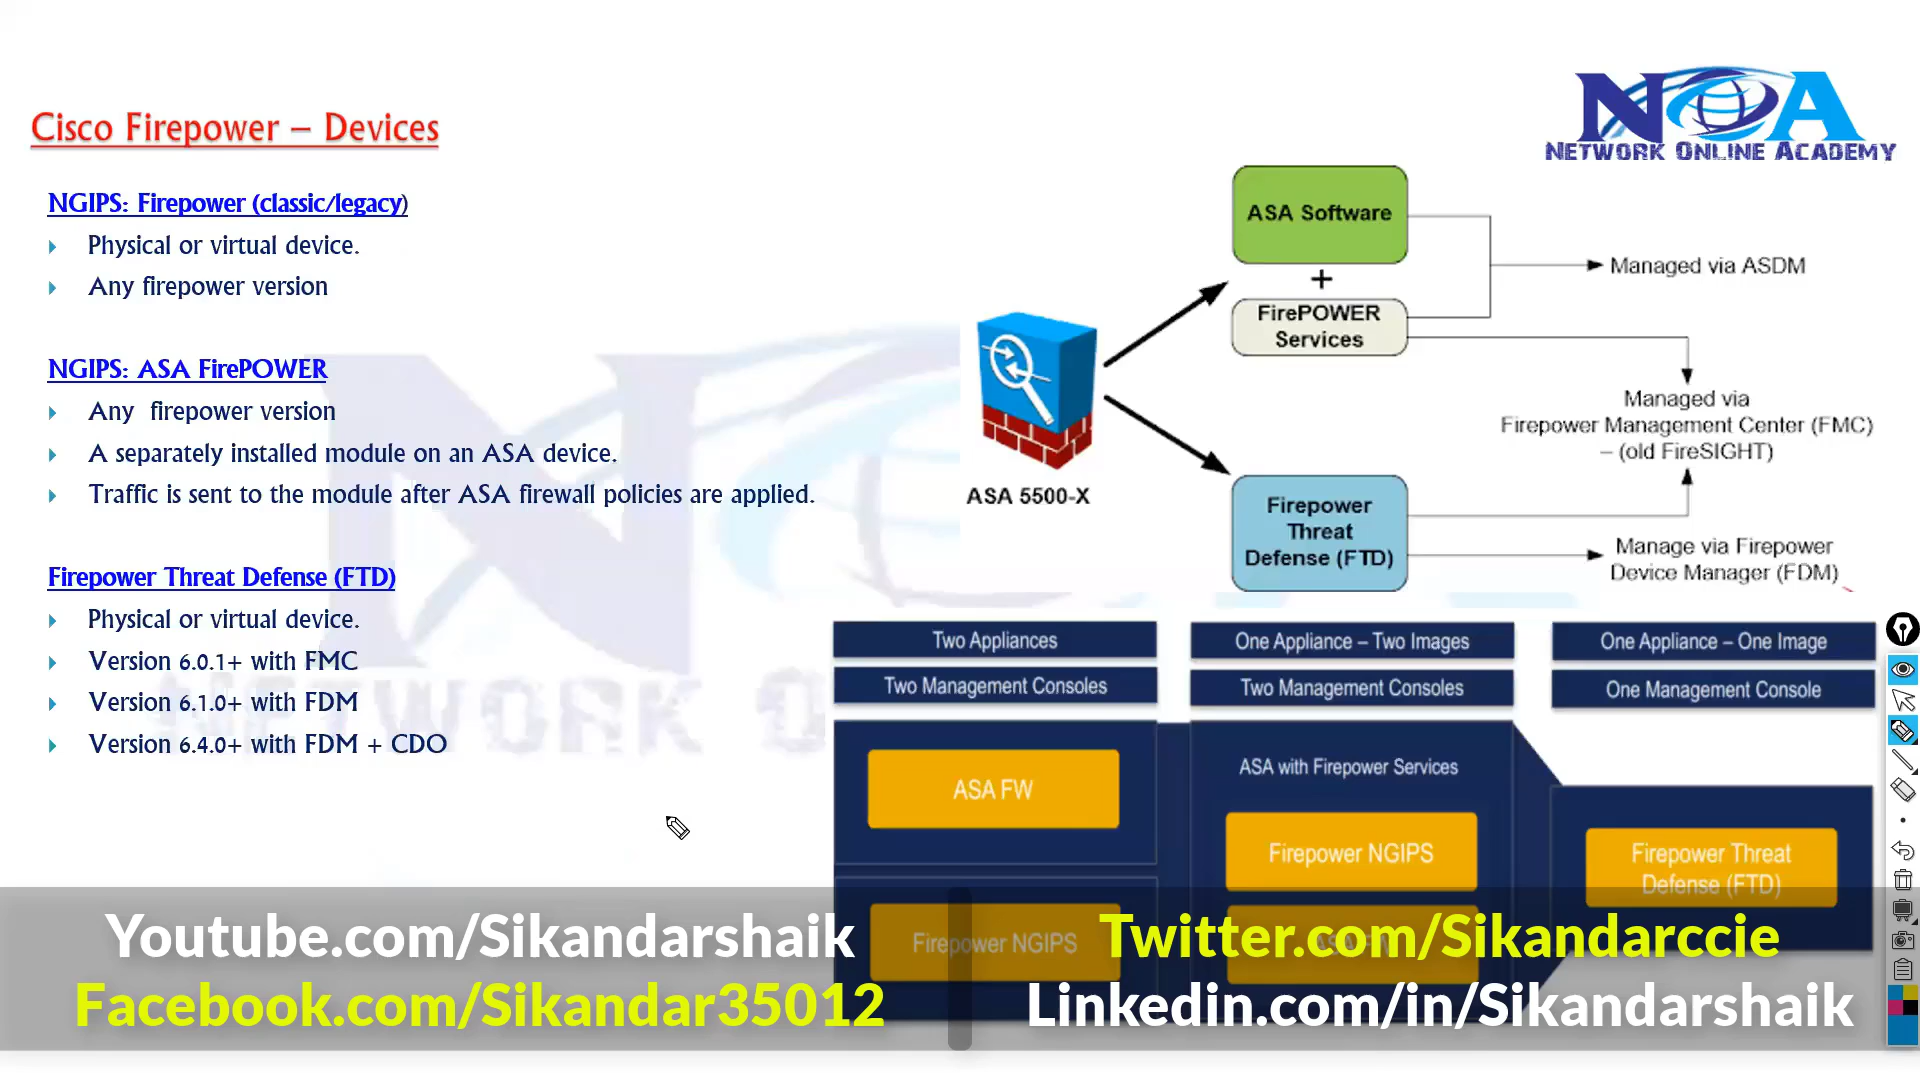 Cisco Firepower – Devices
NOA
NETWORK ONLINE ACADEMY
NGIPS: Firepower (classic/legacy)
Physical or virtual device.
Any firepower version
NGIPS: ASA FirePOWER
Any firepower version
A separately installed module on an ASA device.
Traffic is sent to the module after ASA firewall policies are applied.
Firepower Threat Defense (FTD)
Physical or virtual device.
Version 6.0.1+ with FMC
Version 6.1.0+ with FDM
Version 6.4.0+ with FDM + CDO
ASA Software
+
FirePOWER
Services
Managed via ASDM
Managed via
Firepower Management Center (FMC)
– (old FireSIGHT)
ASA 5500-X
Firepower
Threat
Defense (FTD)
Manage via Firepower
Device Manager (FDM)
Two Appliances
Two Management Consoles
ASA FW
Firepower NGIPS
One Appliance – Two Images
Two Management Consoles
ASA with Firepower Services
Firepower NGIPS
ASA FW
One Appliance – One Image
One Management Console
Firepower Threat
Defense (FTD)
NETWORK O
Youtube.com/Sikandarshaik
Facebook.com/Sikandar35012
Twitter.com/Sikandarccie
Linkedin.com/in/Sikandarshaik